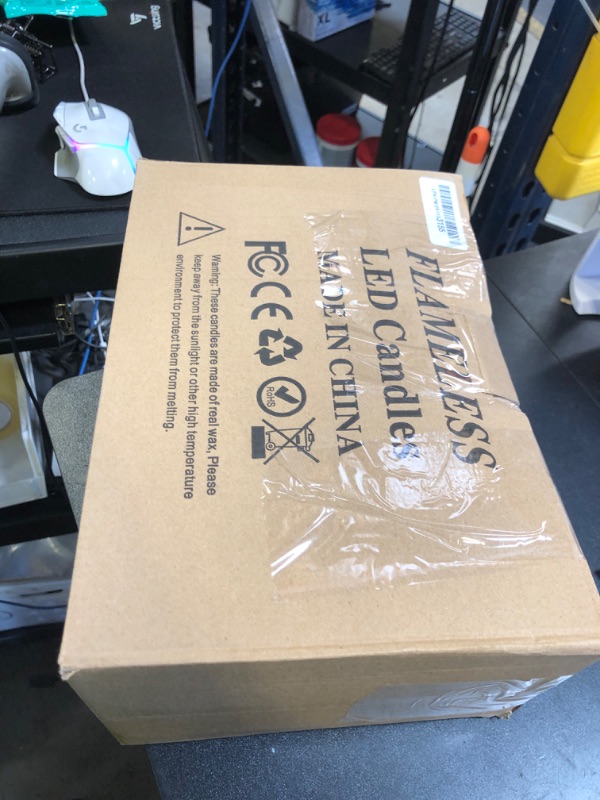 FLAMELESS
LED Candles
MADE IN CHINA
FC CE RoHS
Warning: These candles are made of real wax, Please
keep away from the sunlight or other high temperature
environment to protect them from melting.
XL